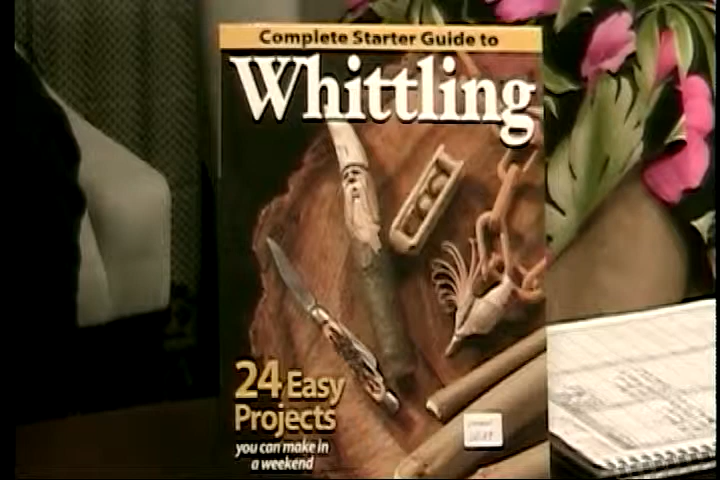 Complete Starter Guide to
Whittling
24 Easy
Projects
you can make in
a weekend